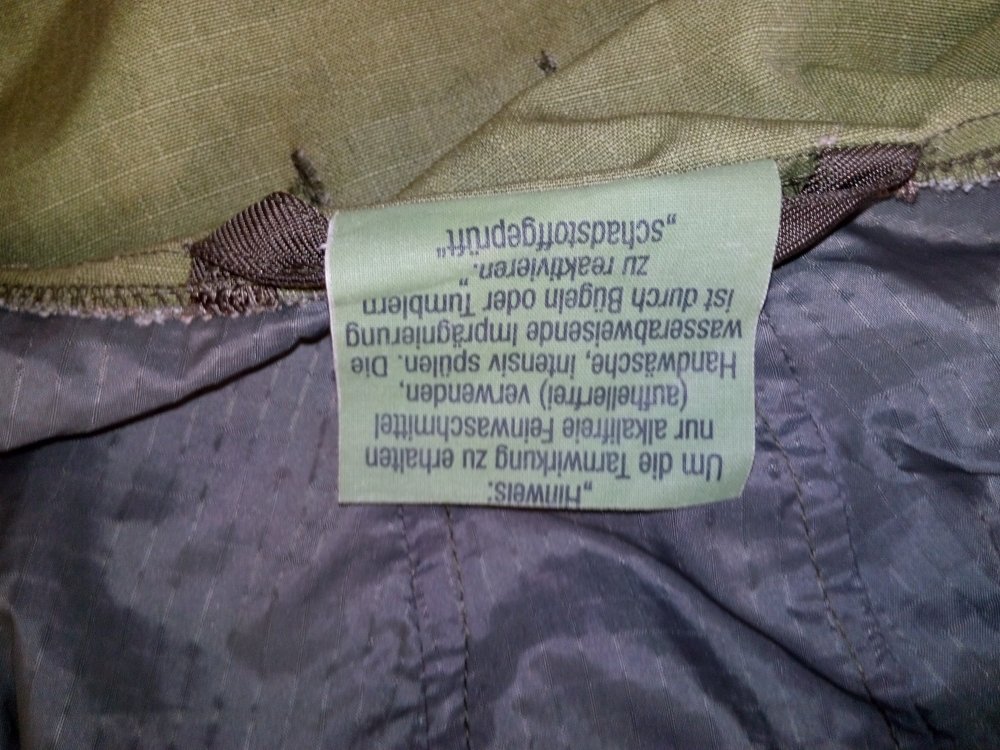 „Hinweis:
Um die Tarnwirkung zu erhalten
nur alkalifreie Feinwaschmittel
(aufhellerfrei) verwenden,
Handwäsche, intensiv spülen. Die
wasserabweisende Imprägnierung
ist durch Bügeln oder Tumblern
zu reaktivieren.“
„schadstoffgeprüft“